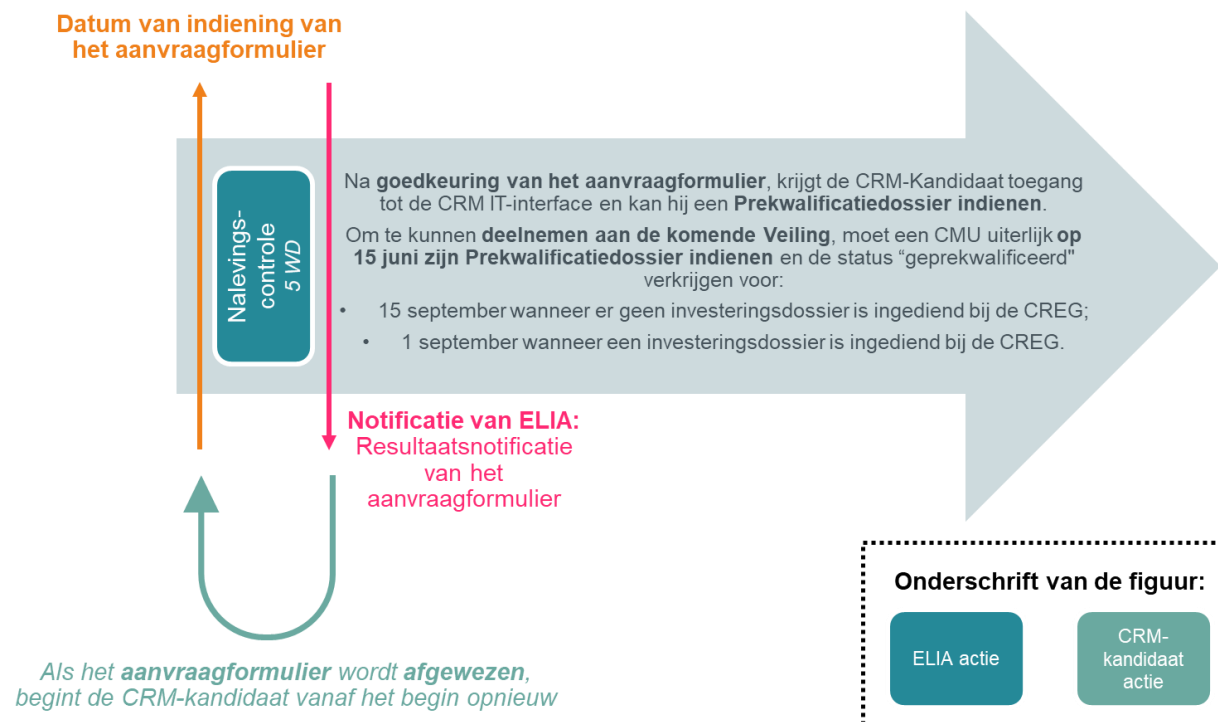 Datum van indiening van
het aanvraagformulier
Nalevings-
controle
5 WD
Na goedkeuring van het aanvraagformulier, krijgt de CRM-Kandidaat toegang
tot de CRM IT-interface en kan hij een Prekwalificatiedossier indienen.
Om te kunnen deelnemen aan de komende Veiling, moet een CMU uiterlijk op
15 juni zijn Prekwalificatiedossier indienen en de status “geprekwalificeerd"
verkrijgen voor:
• 15 september wanneer er geen investeringsdossier is ingediend bij de CREG;
• 1 september wanneer een investeringsdossier is ingediend bij de CREG.
Notificatie van ELIA:
Resultaatsnotificatie
van het
aanvraagformulier
Als het aanvraagformulier wordt afgewezen,
begint de CRM-kandidaat vanaf het begin opnieuw
Onderschrift van de figuur:
ELIA actie
CRM-
kandidaat
actie